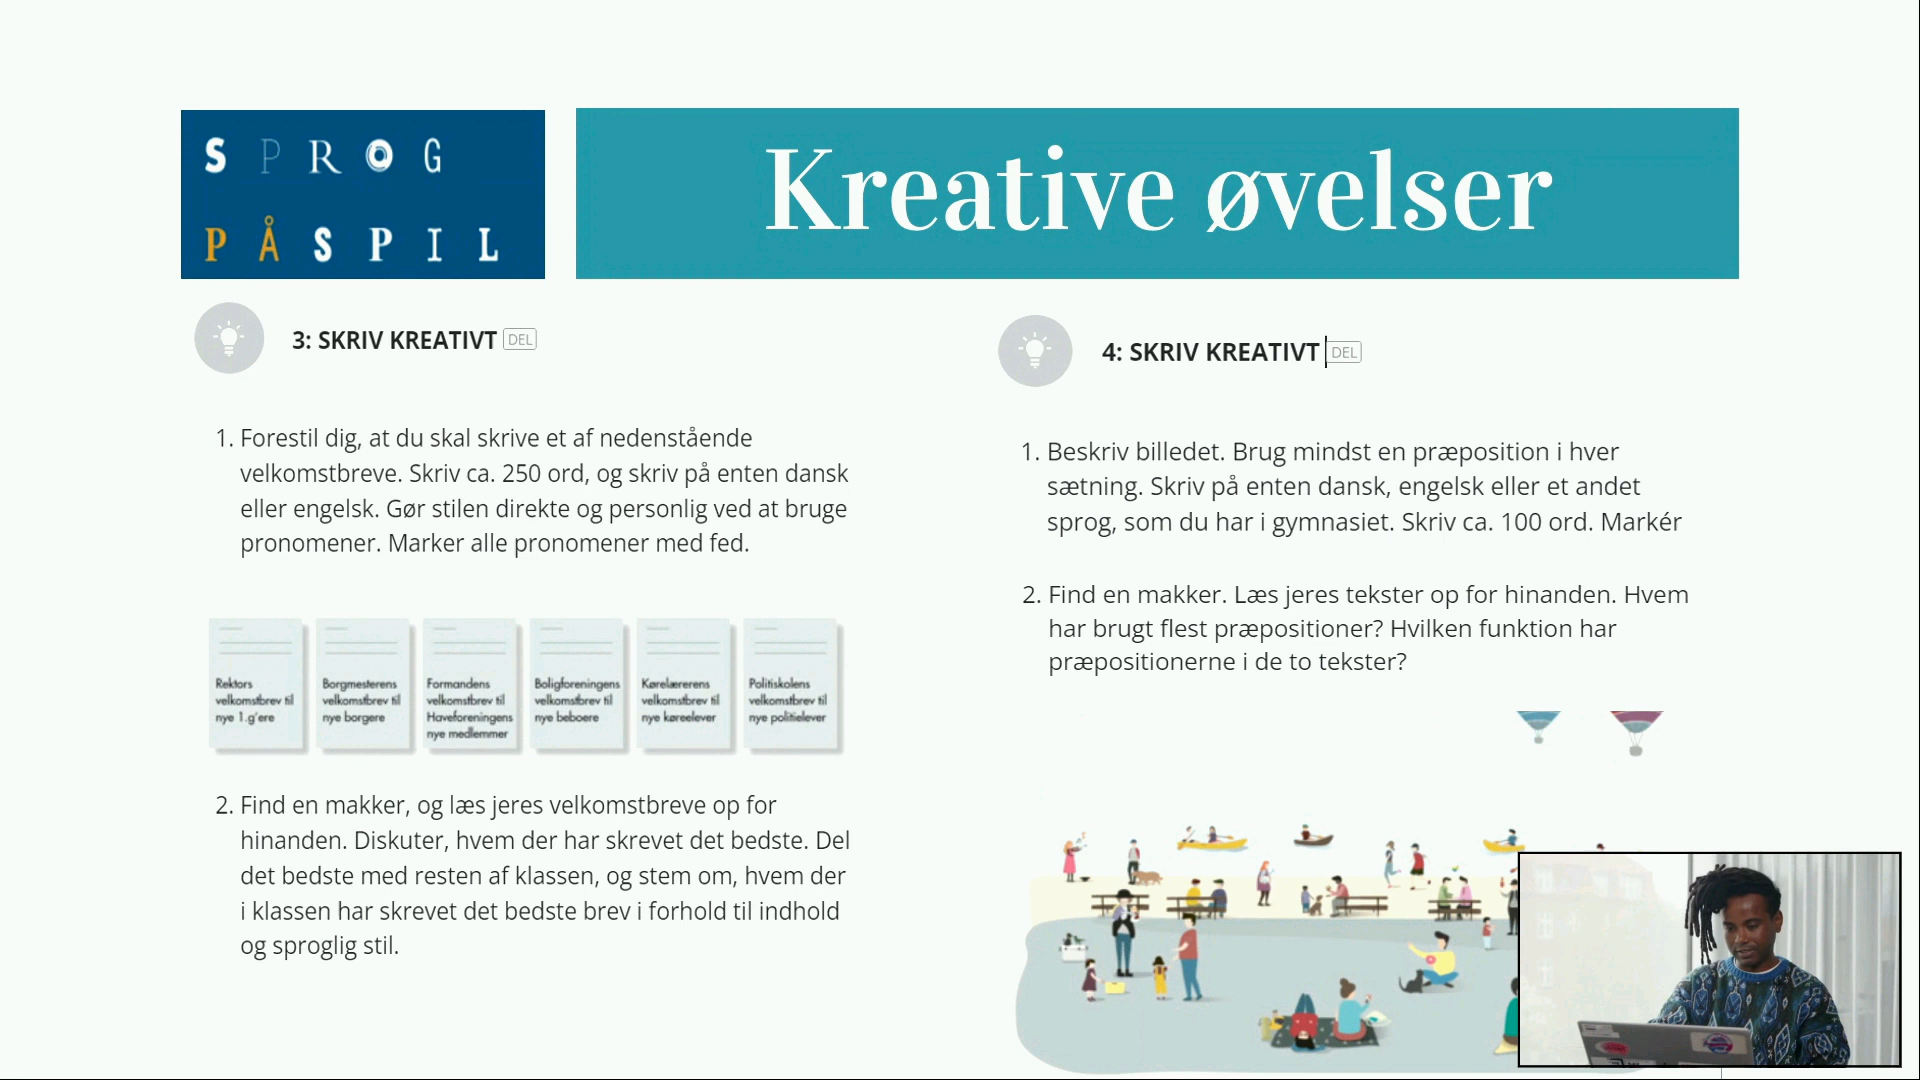 SPROG
PÅSPIL
Kreative øvelser
3: SKRIV KREATIVT DEL
1. Forestil dig, at du skal skrive et af nedenstående
velkomstbreve. Skriv ca. 250 ord, og skriv på enten dansk
eller engelsk. Gør stilen direkte og personlig ved at bruge
pronomener. Marker alle pronomener med fed.
Rektors
velkomstbrev til
nye 1.g'ere
Borgmesterens
velkomstbrev til
nye borgere
Formandens
velkomstbrev til
Haveforeningens
nye medlemmer
Boligforeningens
velkomstbrev til
nye beboere
Kørelærerens
velkomstbrev til
nye køreelever
Politiskolens
velkomstbrev til
nye politielever
2. Find en makker, og læs jeres velkomstbreve op for
hinanden. Diskuter, hvem der har skrevet det bedste. Del
det bedste med resten af klassen, og stem om, hvem der
i klassen har skrevet det bedste brev i forhold til indhold
og sproglig stil.
4: SKRIV KREATIVT DEL
1. Beskriv billedet. Brug mindst en præposition i hver
sætning. Skriv på enten dansk, engelsk eller et andet
sprog, som du har i gymnasiet. Skriv ca. 100 ord. Markér
2. Find en makker. Læs jeres tekster op for hinanden. Hvem
har brugt flest præpositioner? Hvilken funktion har
præpositionerne i de to tekster?